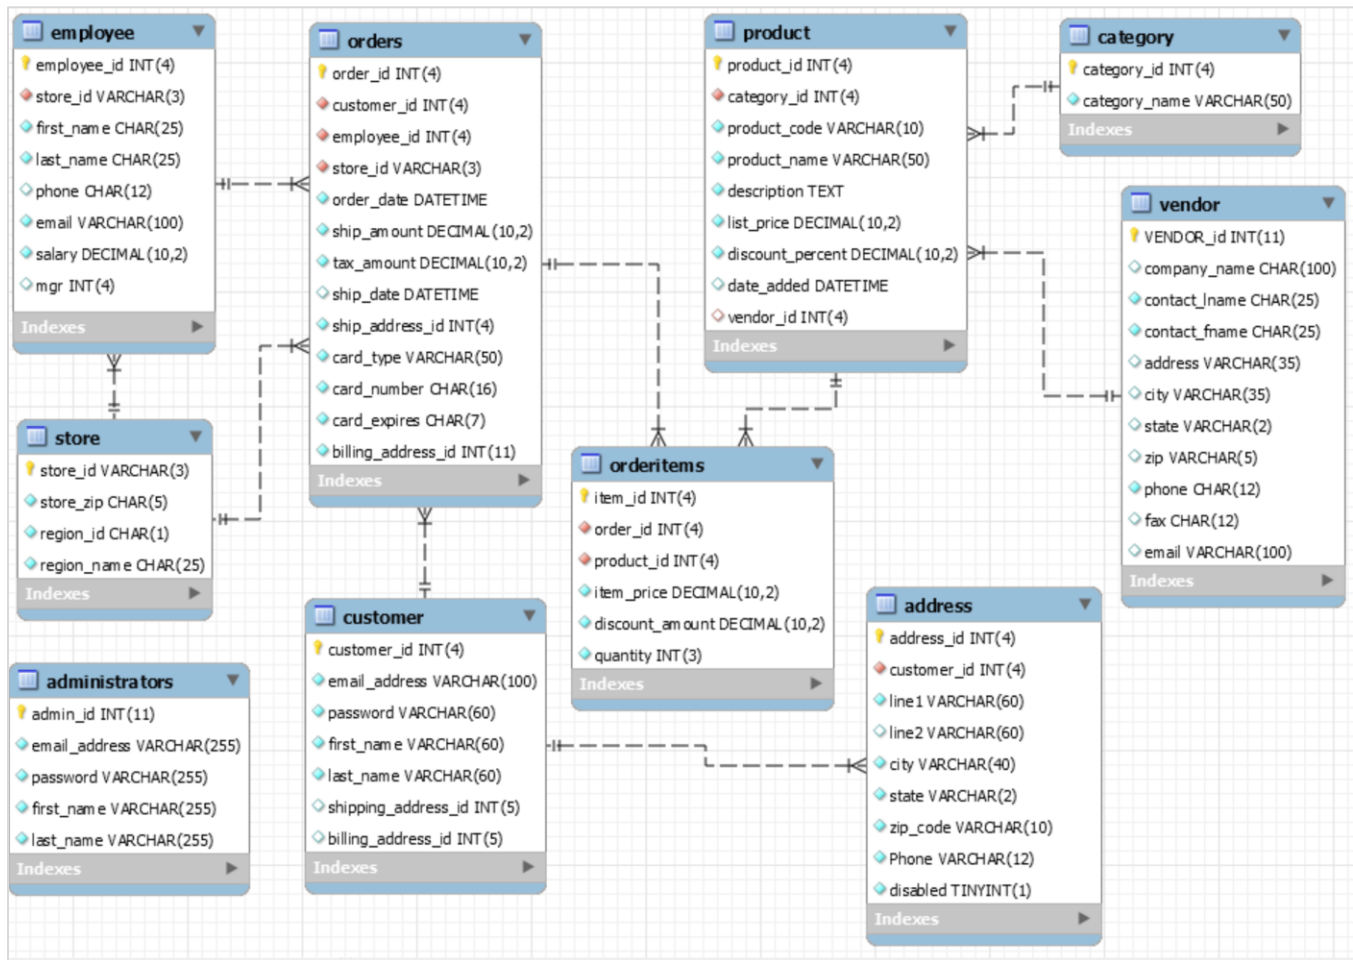 employee
employee_id INT(4)
store_id VARCHAR(3)
first_name CHAR(25)
last_name CHAR(25)
phone CHAR(12)
email VARCHAR(100)
salary DECIMAL(10,2)
mgr INT(4)
Indexes
orders
order_id INT(4)
customer_id INT(4)
employee_id INT(4)
store_id VARCHAR(3)
order_date DATETIME
ship_amount DECIMAL(10,2)
tax_amount DECIMAL(10,2)
ship_date DATETIME
ship_address_id INT(4)
card_type VARCHAR(50)
card_number CHAR(16)
card_expires CHAR(7)
billing_address_id INT(11)
Indexes
product
product_id INT(4)
category_id INT(4)
product_code VARCHAR(10)
product_name VARCHAR(50)
description TEXT
list_price DECIMAL(10,2)
discount_percent DECIMAL(10,2)
date_added DATETIME
vendor_id INT(4)
Indexes
category
category_id INT(4)
category_name VARCHAR(50)
Indexes
vendor
VENDOR_id INT(11)
company_name CHAR(100)
contact_lname CHAR(25)
contact_fname CHAR(25)
address VARCHAR(35)
city VARCHAR(35)
state VARCHAR(2)
zip VARCHAR(5)
phone CHAR(12)
fax CHAR(12)
email VARCHAR(100)
Indexes
store
store_id VARCHAR(3)
store_zip CHAR(5)
region_id CHAR(1)
region_name CHAR(25)
Indexes
orderitems
item_id INT(4)
order_id INT(4)
product_id INT(4)
item_price DECIMAL(10,2)
discount_amount DECIMAL(10,2)
quantity INT(3)
Indexes
customer
customer_id INT(4)
email_address VARCHAR(100)
password VARCHAR(60)
first_name VARCHAR(60)
last_name VARCHAR(60)
shipping_address_id INT(5)
billing_address_id INT(5)
Indexes
address
address_id INT(4)
customer_id INT(4)
line1 VARCHAR(60)
line2 VARCHAR(60)
city VARCHAR(40)
state VARCHAR(2)
zip_code VARCHAR(10)
Phone VARCHAR(12)
disabled TINYINT(1)
Indexes
administrators
admin_id INT(11)
email_address VARCHAR(255)
password VARCHAR(255)
first_name VARCHAR(255)
last_name VARCHAR(255)
Indexes